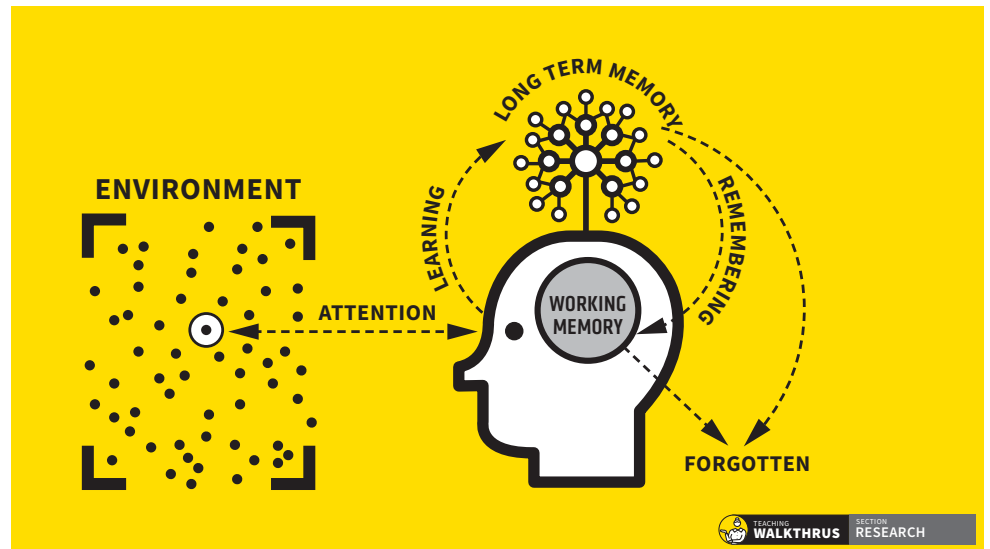 LONG TERM MEMORY
ENVIRONMENT
LEARNING
REMEMBERING
ATTENTION
WORKING
MEMORY
FORGOTTEN
TEACHING
WALKTHRUS
SECTION
RESEARCH